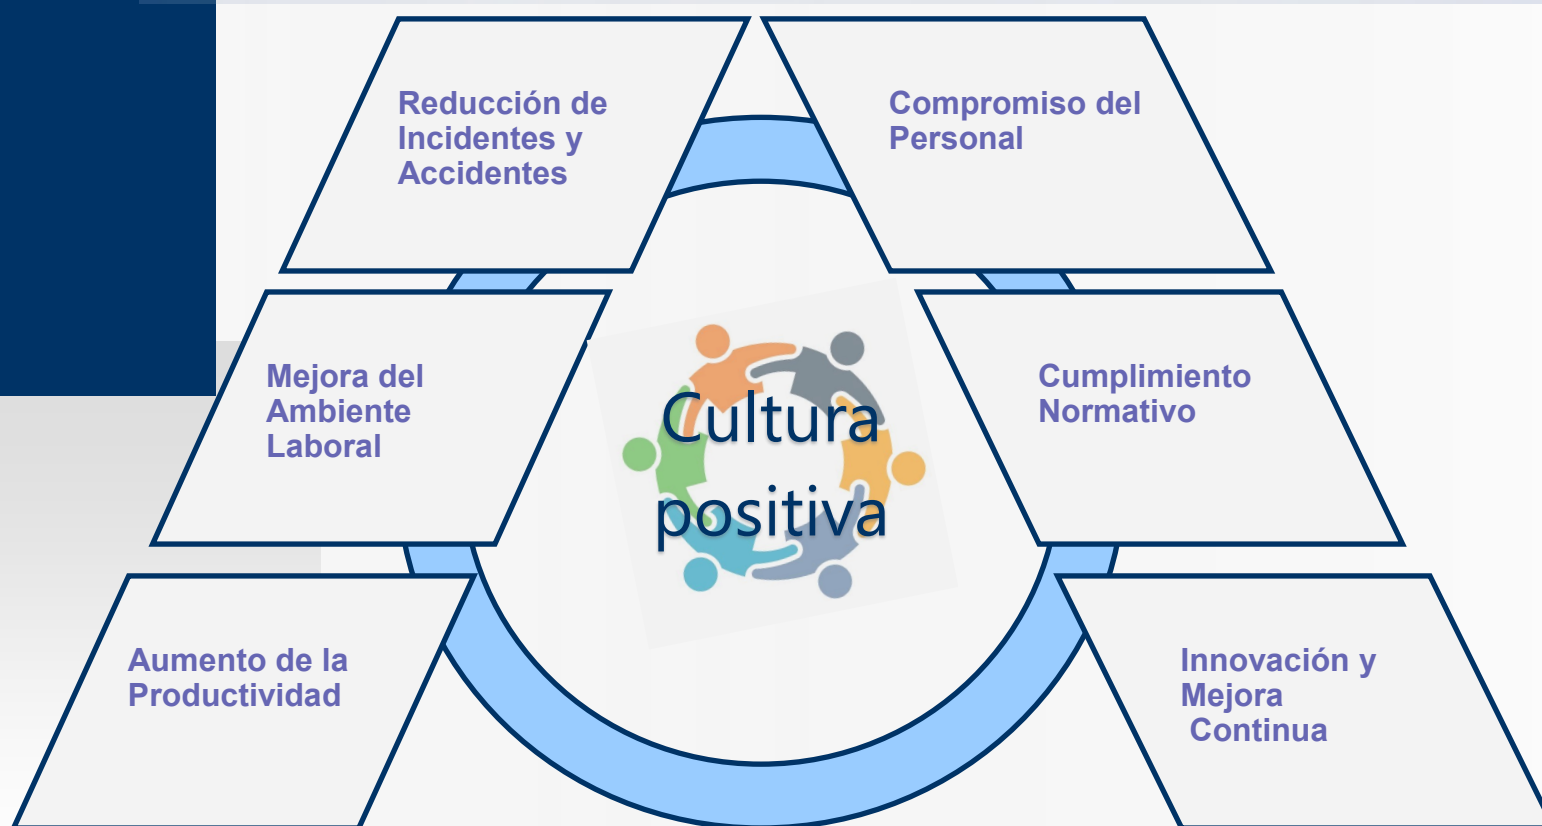 Reducción de
Incidentes y
Accidentes
Compromiso del
Personal
Mejora del
Ambiente
Laboral
Cultura
positiva
Cumplimiento
Normativo
Aumento de la
Productividad
Innovación y
Mejora
Continua